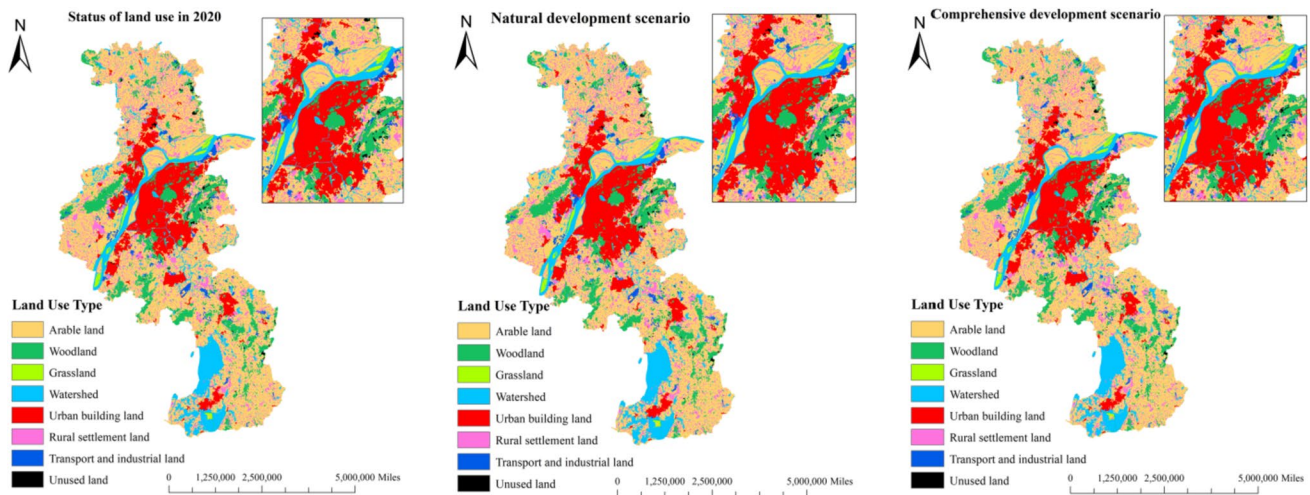 Status of land use in 2020
N
Land Use Type
Arable land
Woodland
Grassland
Watershed
Urban building land
Rural settlement land
Transport and industrial land
Unused land
0 1,250,000 2,500,000 5,000,000 Miles
Natural development scenario
N
Land Use Type
Arable land
Woodland
Grassland
Watershed
Urban building land
Rural settlement land
Transport and industrial land
Unused land
0 1,250,000 2,500,000 5,000,000 Miles
Comprehensive development scenario
N
Land Use Type
Arable land
Woodland
Grassland
Watershed
Urban building land
Rural settlement land
Transport and industrial land
Unused land
0 1,250,000 2,500,000 5,000,000 Miles